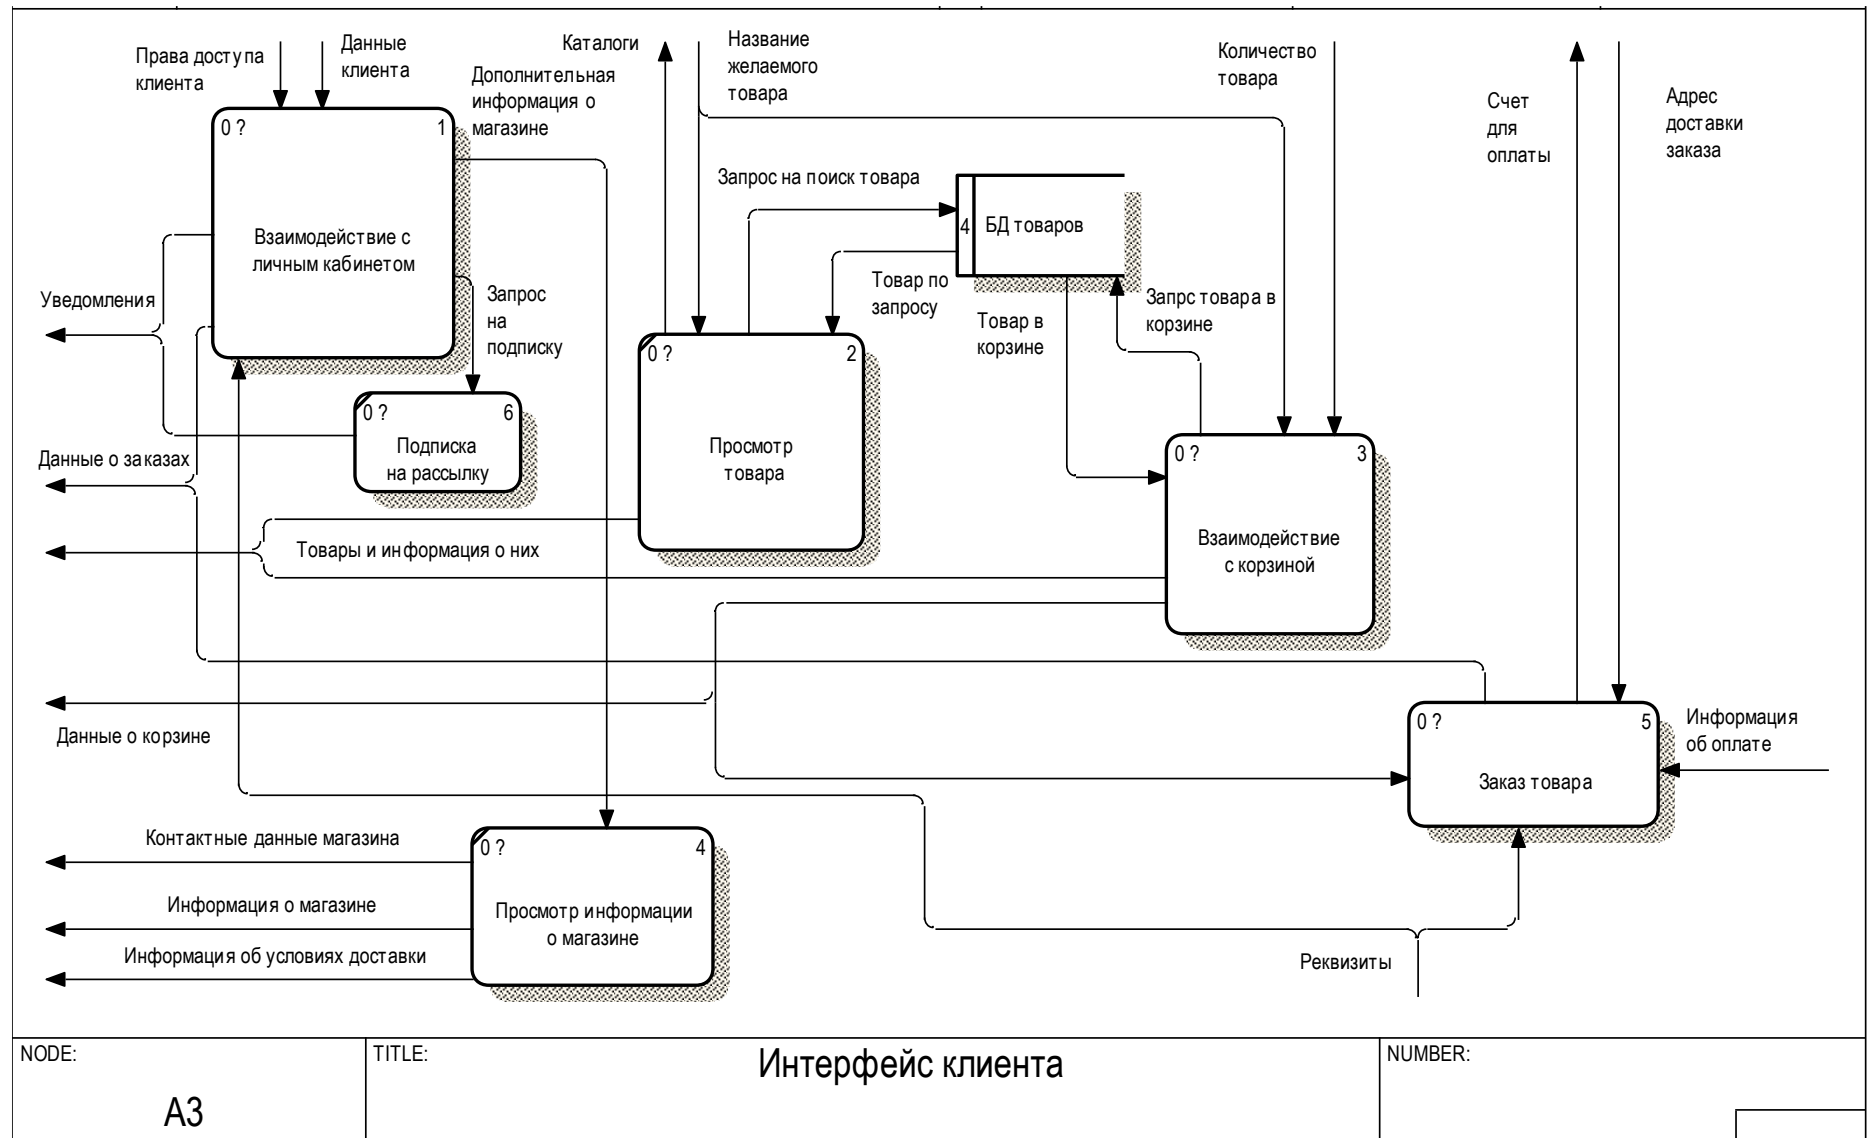 Права доступа
клиента
Данные
клиента
Дополнительная
информация о
магазине
Каталоги
Название
желаемого
товара
Количество
товара
Счет
для
оплаты
Адрес
доставки
заказа
0 ?
1
Взаимодействие с
личным кабинетом
Запрос на поиск товара
4
БД товаров
Товар по
запросу
Товар в
корзине
Запрс товара в
корзине
Уведомления
Запрос
на
подписку
0 ?
6
Подписка
на рассылку
0 ?
2
Просмотр
товара
0 ?
3
Взаимодействие
с корзиной
Данные о заказах
Товары и информация о них
Данные о корзине
0 ?
5
Заказ товара
Информация
об оплате
Контактные данные магазина
Информация о магазине
Информация об условиях доставки
0 ?
4
Просмотр информации
о магазине
Реквизиты
NODE:
A3
TITLE:
Интерфейс клиента
NUMBER: